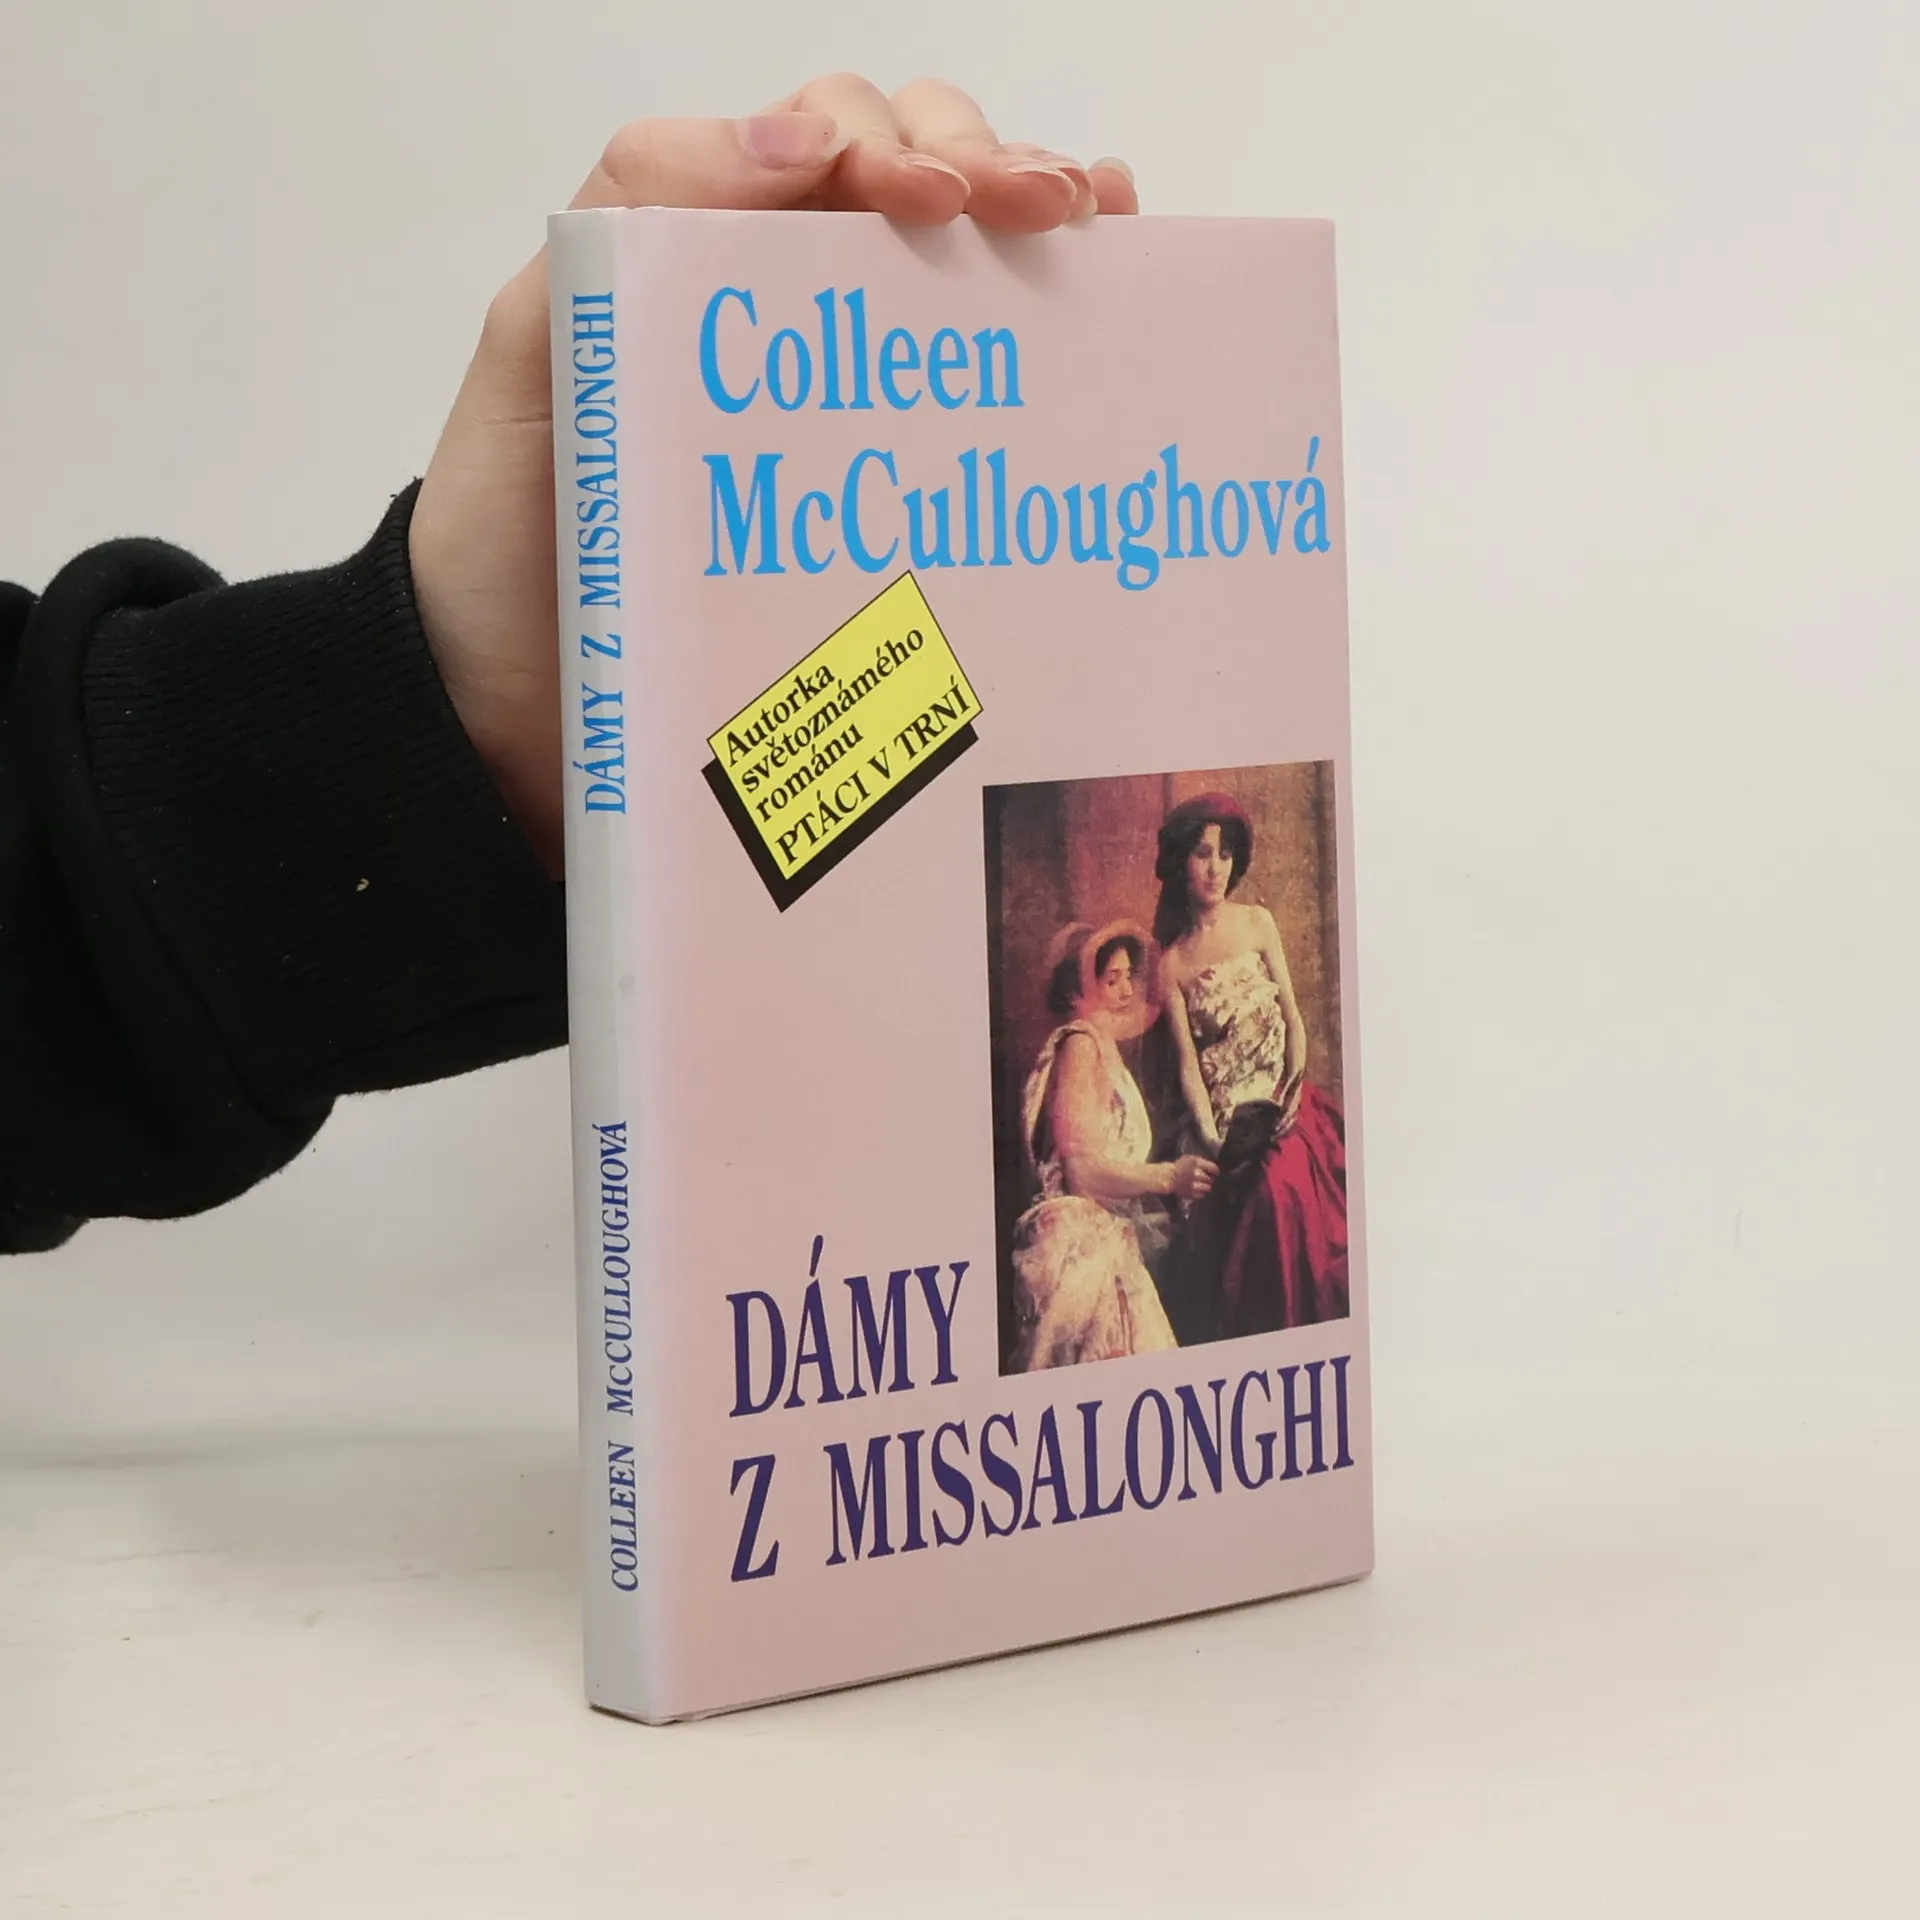 DÁMY Z MISSALONGHI
COLLEEN McCULLOUGHOVÁ
Colleen
McCulloughová
Autorka
světoznámého
románu
PTÁCI V TRNÍ
DÁMY
Z MISSALONGHI